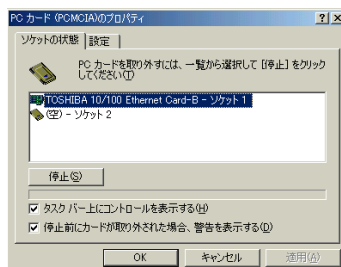 PC カード (PCMCIA)のプロパティ
ソケットの状態 設定
PC カードを取り外すには、一覧から選択して [停止] をクリック
してください(T)
TOSHIBA 10/100 Ethernet Card-B - ソケット 1
(空) - ソケット 2
停止(S)
タスク バー上にコントロールを表示する(H)
停止前にカードが取り外された場合、警告を表示する(D)
OK キャンセル 適用(A)